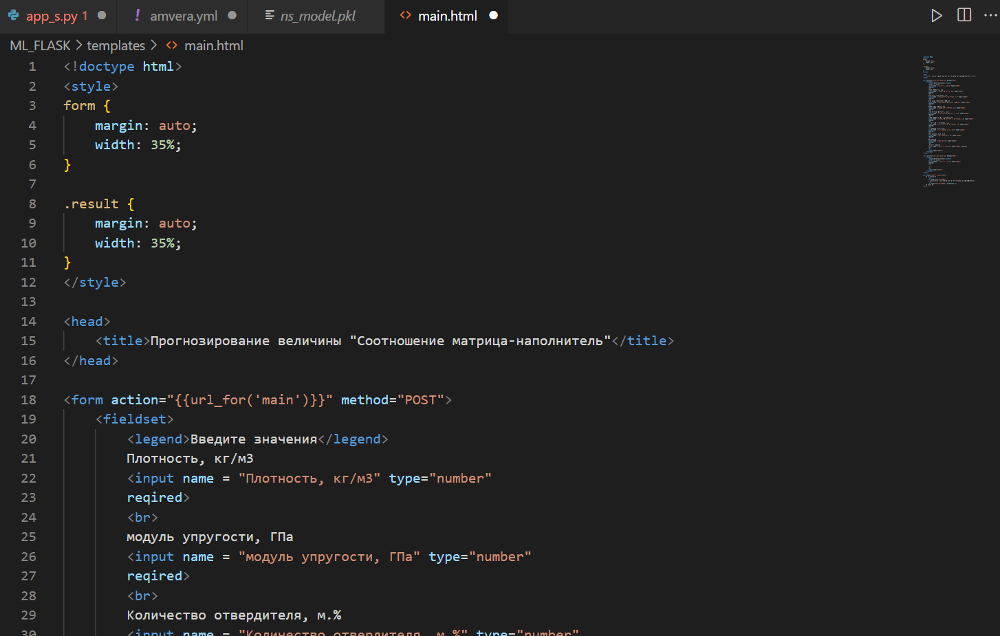 app_s.py 1
amvera.yml
ns_model.pkl
main.html
ML_FLASK > templates > main.html
1 <!doctype html>
2 <style>
3 form {
4 margin: auto;
5 width: 35%;
6 }
7
8 .result {
9 margin: auto;
10 width: 35%;
11 }
12 </style>
13
14 <head>
15 <title>Прогнозирование величины "Соотношение матрица-наполнитель"</title>
16 </head>
17
18 <form action="{{url_for('main')}}" method="POST">
19 <fieldset>
20 <legend>Введите значения</legend>
21 Плотность, кг/м3
22 <input name = "Плотность, кг/м3" type="number"
23 reqired>
24 <br>
25 модуль упругости, ГПа
26 <input name = "модуль упругости, ГПа" type="number"
27 reqired>
28 <br>
29 Количество отвердителя, м.%
30 <input name = "Количество отвердителя, м.%" type="number"